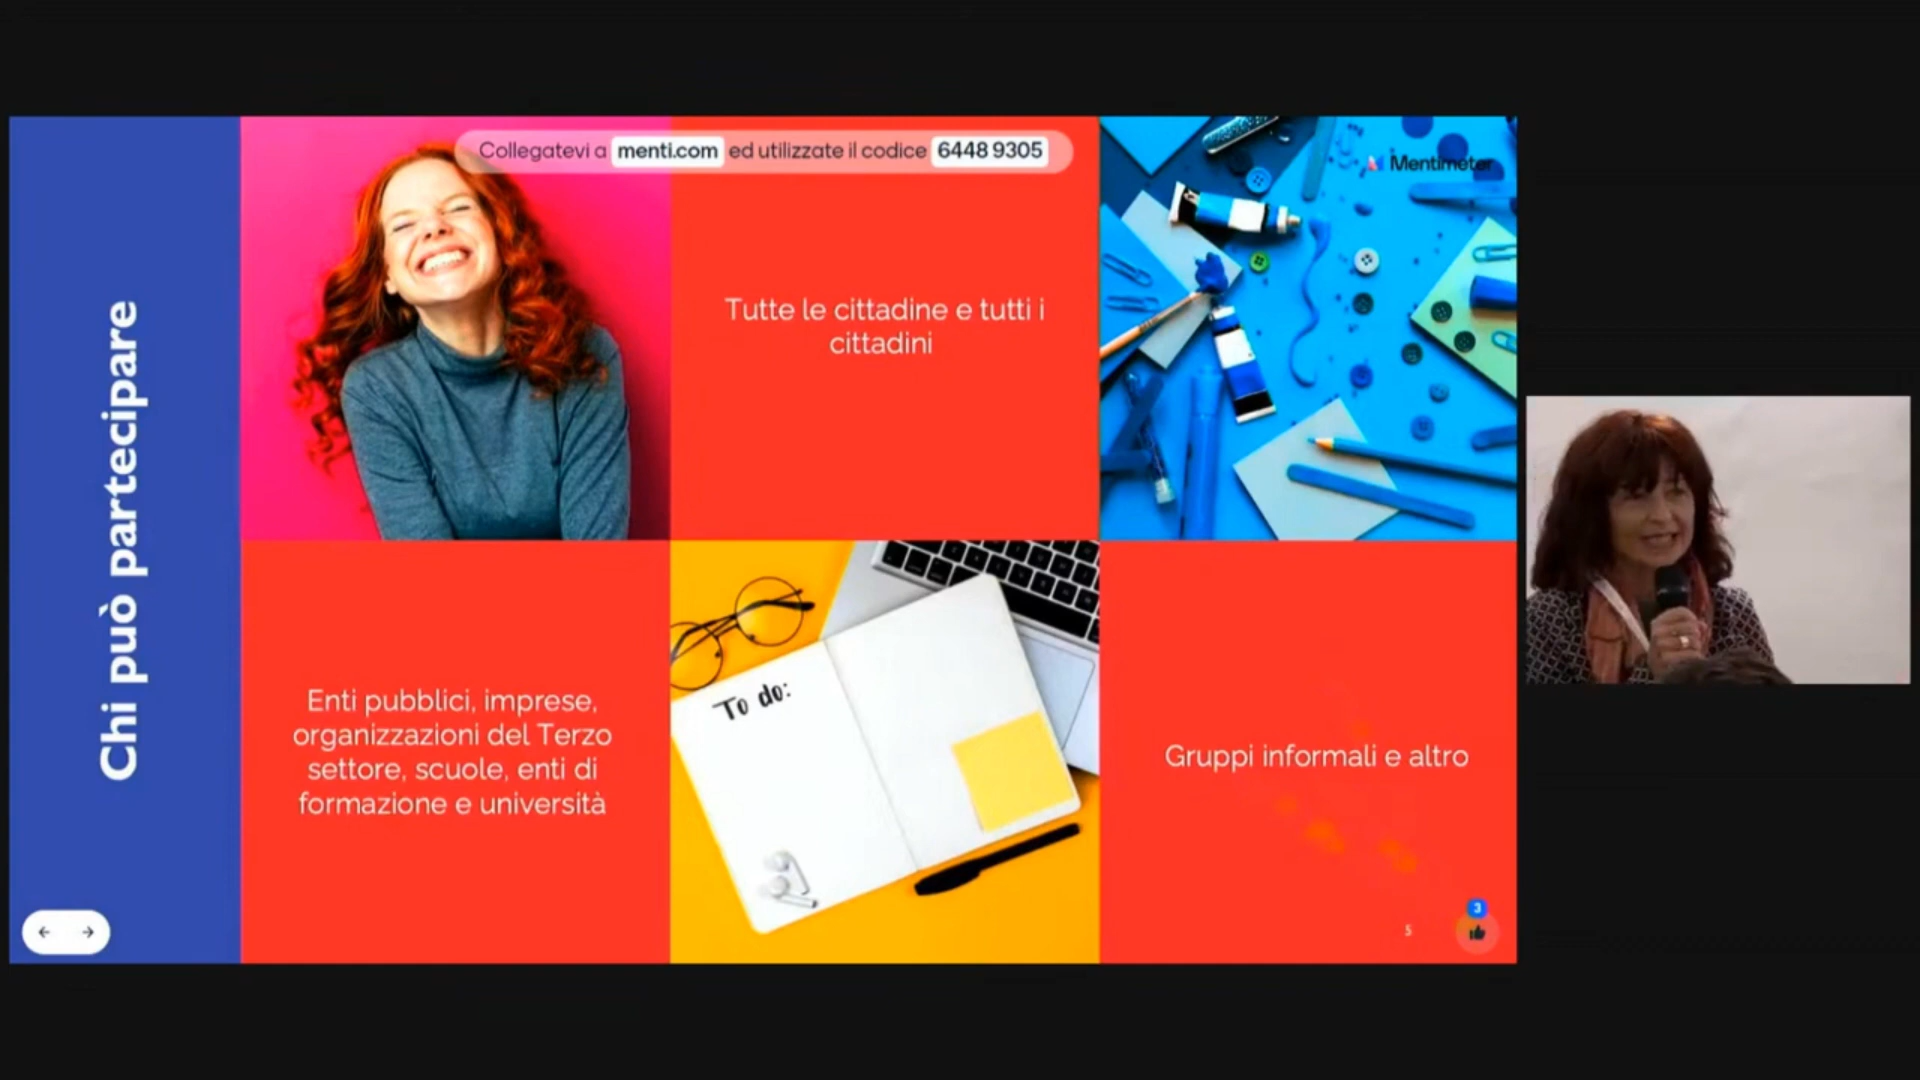 Chi può partecipare
Collegatevi a menti.com ed utilizzate il codice 6448 9305
Mentimeter
Tutte le cittadine e tutti i
cittadini
Enti pubblici, imprese,
organizzazioni del Terzo
settore, scuole, enti di
formazione e università
To do:
Gruppi informali e altro
5
3